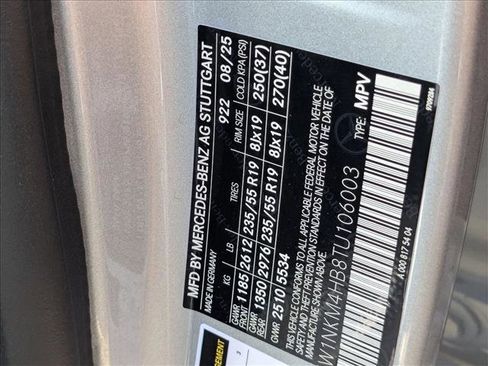 MFD BY MERCEDES-BENZ AG STUTTGART
MADE IN GERMANY 922 08/25
KG LB TIRES RIM SIZE COLD KPA (PSI)
GAWR FRONT 1185 2612 235/55 R19 8Jx19 250(37)
GAWR REAR 1350 2976 235/55 R19 8Jx19 270(40)
GVWR 2510 5534
THIS VEHICLE CONFORMS TO ALL APPLICABLE FEDERAL MOTOR VEHICLE
SAFETY STANDARDS IN EFFECT ON THE DATE OF
MANUFACTURE SHOWN ABOVE.
W1NKM4HB8TU106003 TYPE: MPV
A 000 817 54 04